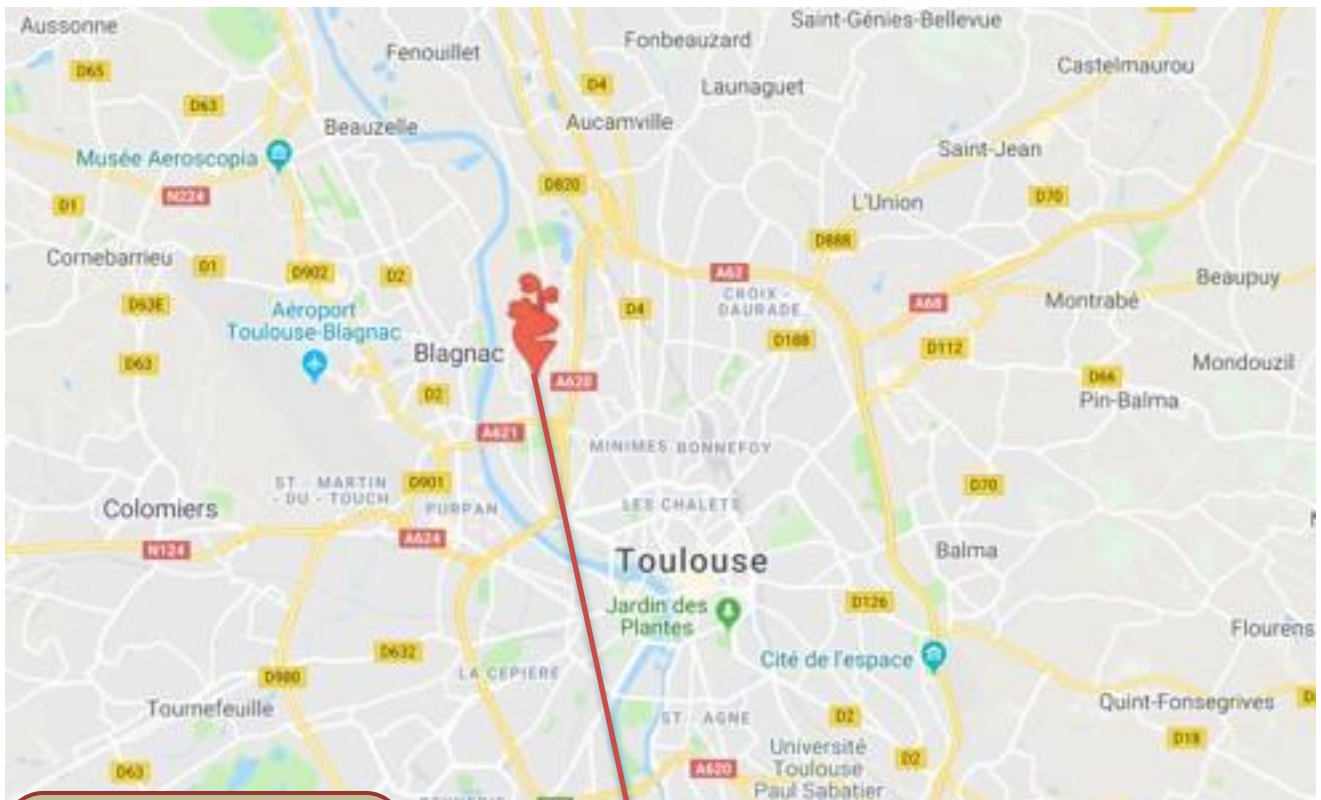 Saint-Génies-Bellevue
Aussonne
Fonbeauzard
Fenouillet
Castelmaurou
D65
D4
Launaguet
D63
Aucamville
Beauzelle
Saint-Jean
Musée Aeroscopia
D820
N224
D70
L'Union
D1
D888
Cornebarrieu
D1
D902
D2
A62
Beaupuy
CROIX -
DAURADE
D63E
A68
Montrabé
Aéroport
Toulouse-Blagnac
D4
D188
D112
Blagnac
D63
Mondouzil
A620
D66
D2
Pin-Balma
A621
MINIMES
BONNEFOY
ST - MARTIN
- DU - TOUCH
D901
D70
Colomiers
PURPAN
LES CHALETS
A624
N124
Toulouse
Balma
Jardin des
Plantes
D126
Flourens
D632
Cité de l'espace
LA CEPIERE
D980
Quint-Fonsegrives
Tournefeuille
ST - AGNE
D2
D18
Université
Toulouse
Paul Sabatier
D2
D63
A620